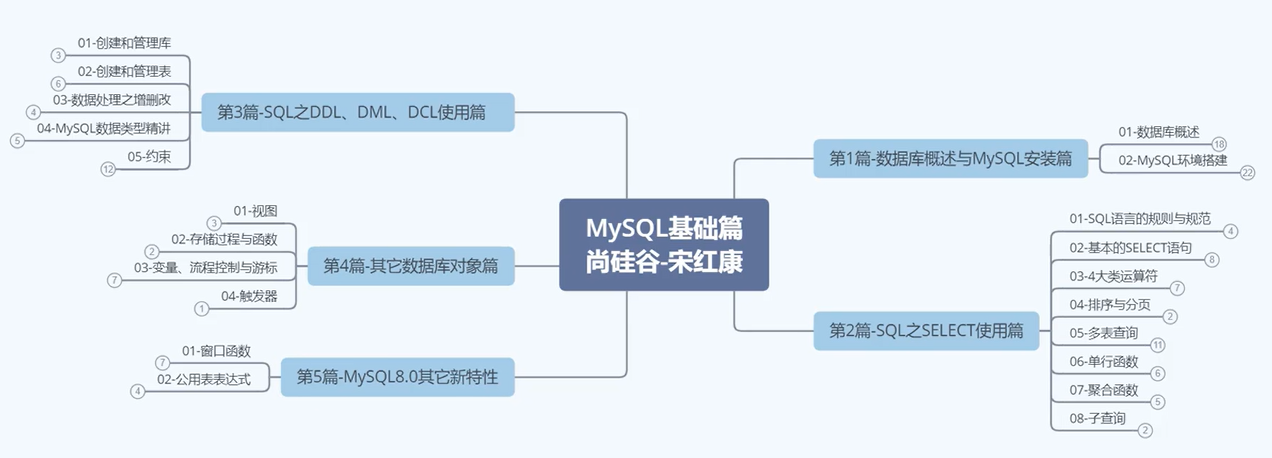 MySQL基础篇
尚硅谷-宋红康
第1篇-数据库概述与MySQL安装篇
01-数据库概述
18
02-MySQL环境搭建
22
第2篇-SQL之SELECT使用篇
01-SQL语言的规则与规范
4
02-基本的SELECT语句
8
03-4大类运算符
7
04-排序与分页
2
05-多表查询
11
06-单行函数
6
07-聚合函数
5
08-子查询
2
第3篇-SQL之DDL、DML、DCL使用篇
01-创建和管理库
3
02-创建和管理表
6
03-数据处理之增删改
4
04-MySQL数据类型精讲
5
05-约束
12
第4篇-其它数据库对象篇
01-视图
3
02-存储过程与函数
2
03-变量、流程控制与游标
7
04-触发器
1
第5篇-MySQL8.0其它新特性
01-窗口函数
7
02-公用表表达式
4